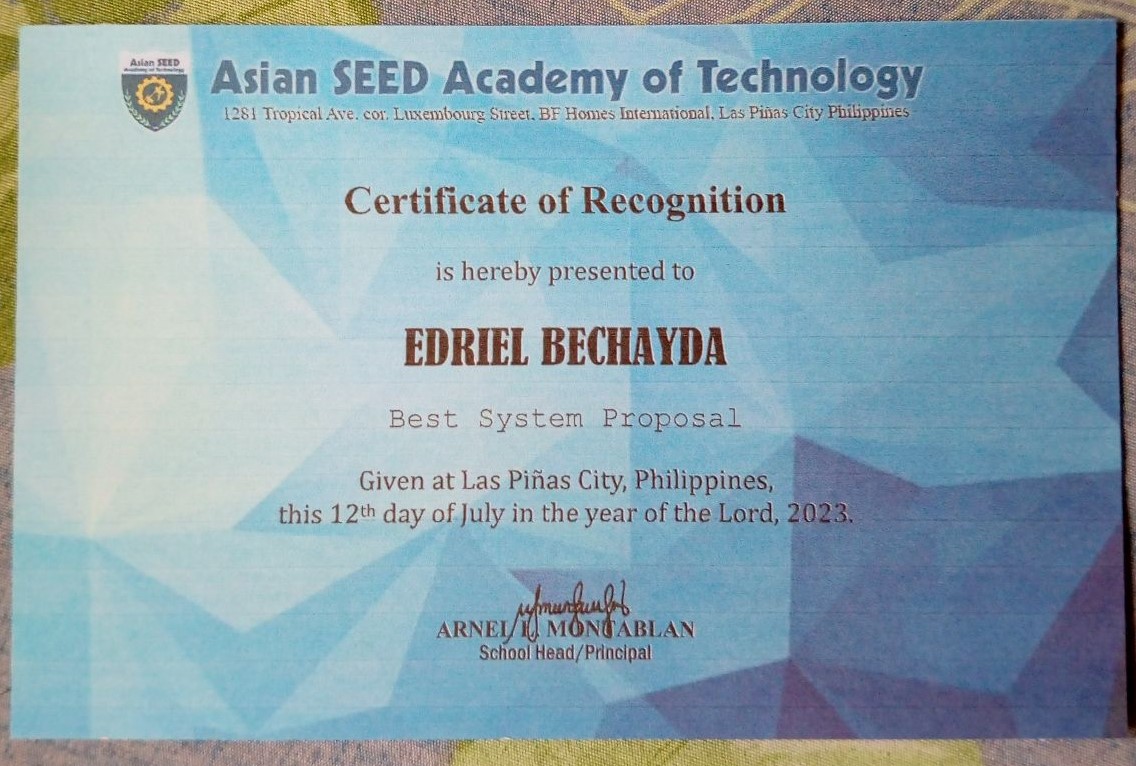 Asian SEED
Academy of Technology
Asian SEED Academy of Technology
1281 Tropical Ave. cor. Luxembourg Street, BF Homes International, Las Piñas City Philippines
Certificate of Recognition
is hereby presented to
EDRIEL BECHAYDA
Best System Proposal
Given at Las Piñas City, Philippines,
this 12th day of July in the year of the Lord, 2023.
ARNEL L. MONTABLAN
School Head/Principal